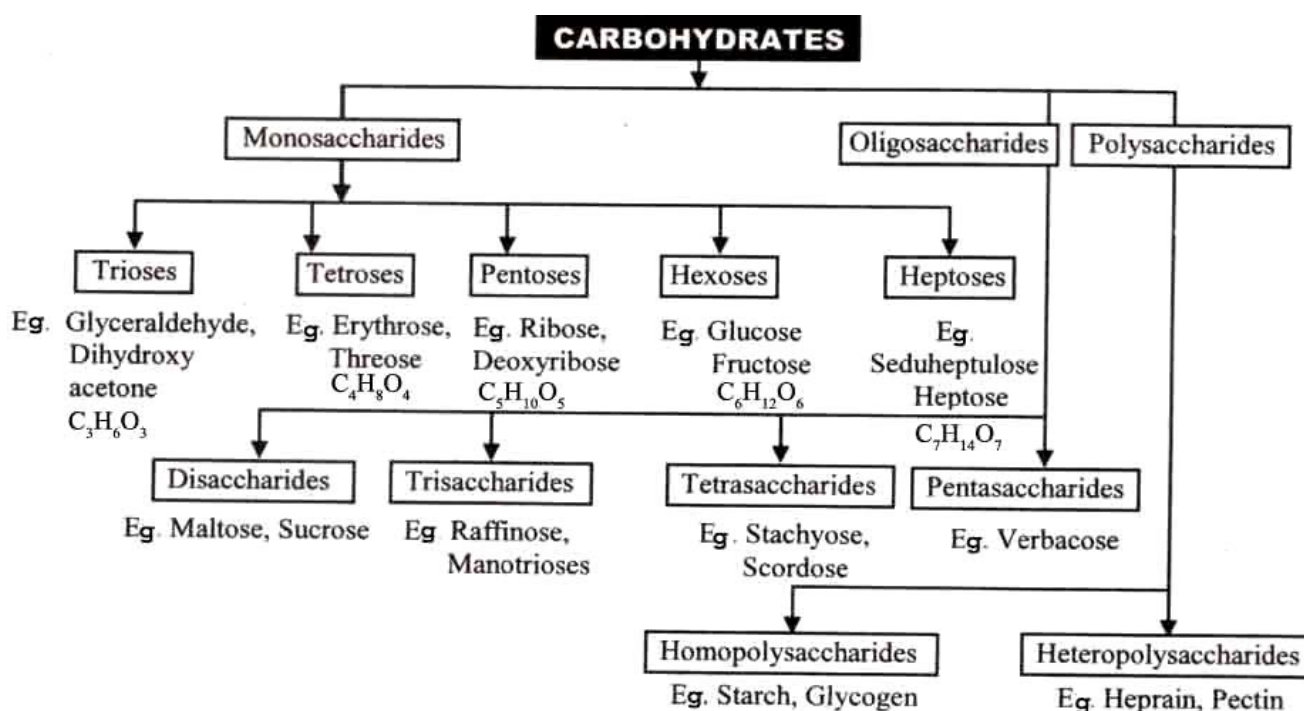 CARBOHYDRATES
Monosaccharides
Oligosaccharides
Polysaccharides
Trioses
Tetroses
Pentoses
Hexoses
Heptoses
Eg. Glyceraldehyde,
Dihydroxy
acetone
C₃H₆O₃
Eg. Erythrose,
Threose
C₄H₈O₄
Eg. Ribose,
Deoxyribose
C₅H₁₀O₅
Eg. Glucose
Fructose
C₆H₁₂O₆
Eg.
Seduheptulose
Heptose
C₇H₁₄O₇
Disaccharides
Trisaccharides
Tetrasaccharides
Pentasaccharides
Eg. Maltose, Sucrose
Eg. Raffinose,
Manotrioses
Eg. Stachyose,
Scordose
Eg. Verbacose
Homopolysaccharides
Heteropolysaccharides
Eg. Starch, Glycogen
Eg. Heprain, Pectin